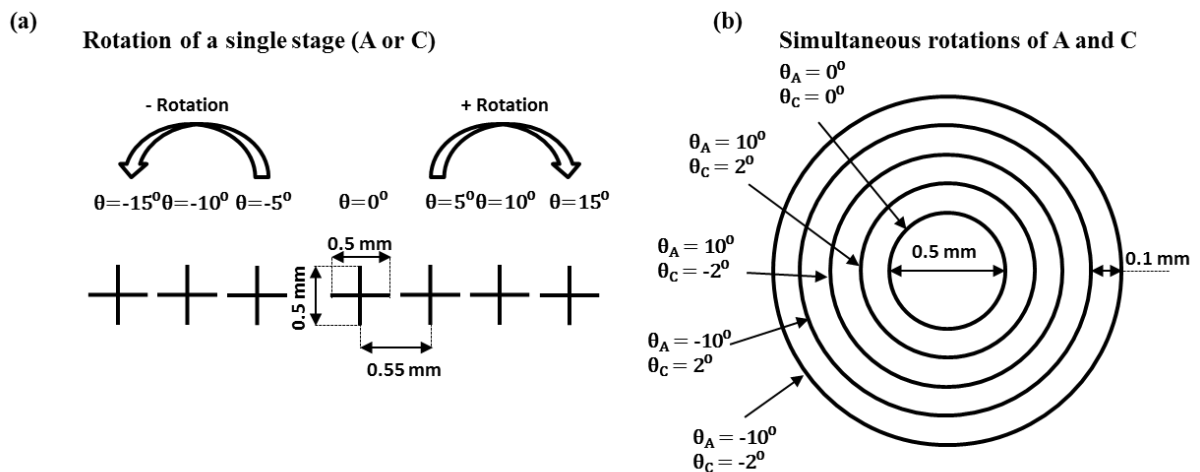 (a)
Rotation of a single stage (A or C)
- Rotation
+ Rotation
θ=-15⁰ θ=-10⁰ θ=-5⁰ θ=0⁰ θ=5⁰ θ=10⁰ θ=15⁰
0.5 mm
0.5 mm
0.55 mm
(b)
Simultaneous rotations of A and C
θA = 0⁰
θC = 0⁰
θA = 10⁰
θC = 2⁰
θA = 10⁰
θC = -2⁰
θA = -10⁰
θC = 2⁰
θA = -10⁰
θC = -2⁰
0.5 mm
0.1 mm